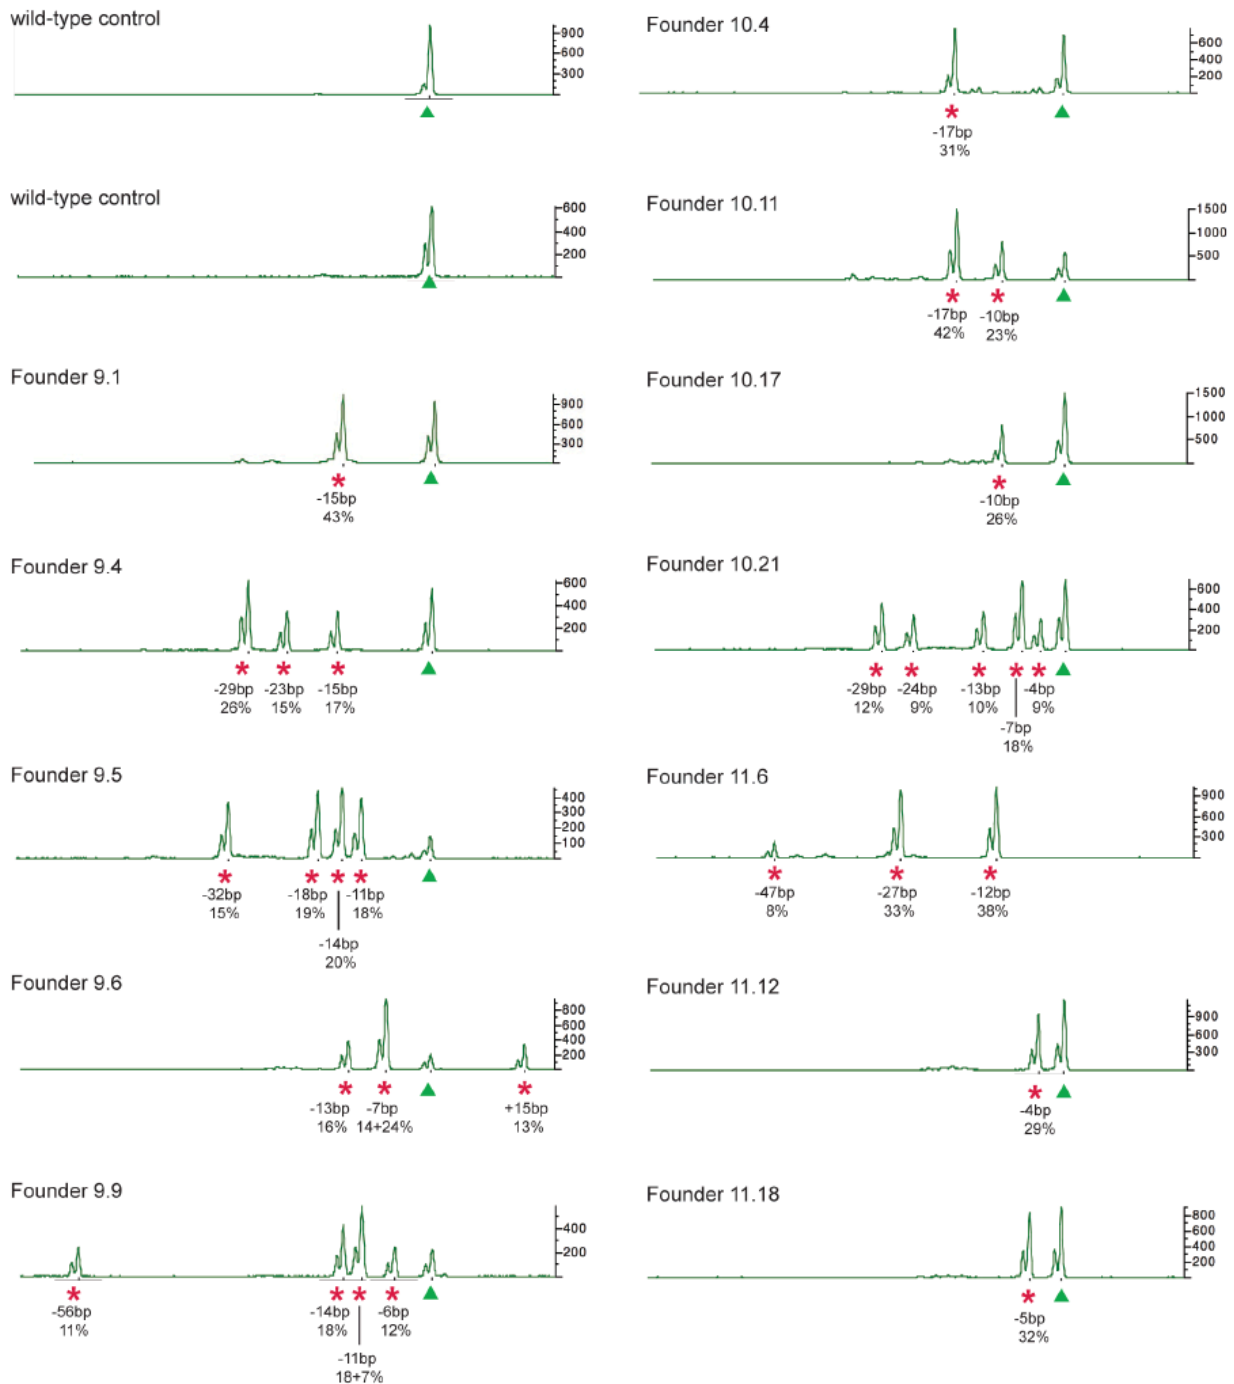 wild-type control
900
600
300
wild-type control
600
400
200
Founder 9.1
900
600
300
*
-15bp
43%
Founder 9.4
600
400
200
* * *
-29bp -23bp -15bp
26% 15% 17%
Founder 9.5
400
300
200
100
* * * *
-32bp -18bp -11bp
15% 19% 18%
-14bp
20%
Founder 9.6
800
600
400
200
* * *
-13bp -7bp +15bp
16% 14+24% 13%
Founder 9.9
400
200
* * * *
-56bp -14bp -6bp
11% 18% 12%
-11bp
18+7%
Founder 10.4
600
400
200
*
-17bp
31%
Founder 10.11
1500
1000
500
* *
-17bp -10bp
42% 23%
Founder 10.17
1500
1000
500
*
-10bp
26%
Founder 10.21
600
400
200
* * * * *
-29bp -24bp -13bp -4bp
12% 9% 10% 9%
-7bp
18%
Founder 11.6
900
600
300
* * *
-47bp -27bp -12bp
8% 33% 38%
Founder 11.12
900
600
300
*
-4bp
29%
Founder 11.18
800
600
400
200
*
-5bp
32%